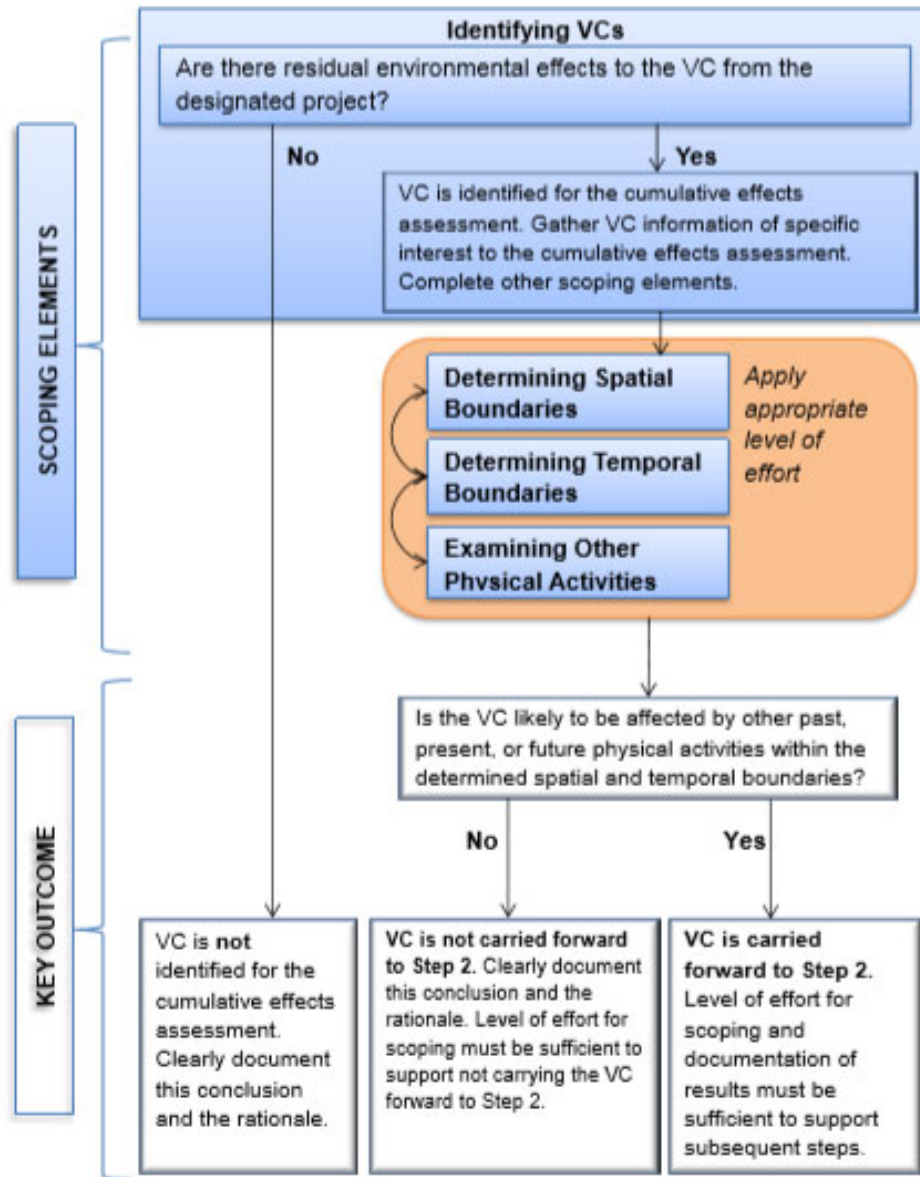 Identifying VCs
Are there residual environmental effects to the VC from the
designated project?
No
Yes
VC is identified for the cumulative effects
assessment. Gather VC information of specific
interest to the cumulative effects assessment.
Complete other scoping elements.
SCOPING ELEMENTS
Determining Spatial
Boundaries
Apply
appropriate
level of
effort
Determining Temporal
Boundaries
Examining Other
Physical Activities
Is the VC likely to be affected by other past,
present, or future physical activities within the
determined spatial and temporal boundaries?
No
Yes
KEY OUTCOME
VC is not
identified for the
cumulative effects
assessment.
Clearly document
this conclusion
and the rationale.
VC is not carried forward
to Step 2. Clearly document
this conclusion and the
rationale. Level of effort for
scoping must be sufficient to
support not carrying the VC
forward to Step 2.
VC is carried
forward to Step 2.
Level of effort for
scoping and
documentation of
results must be
sufficient to support
subsequent steps.